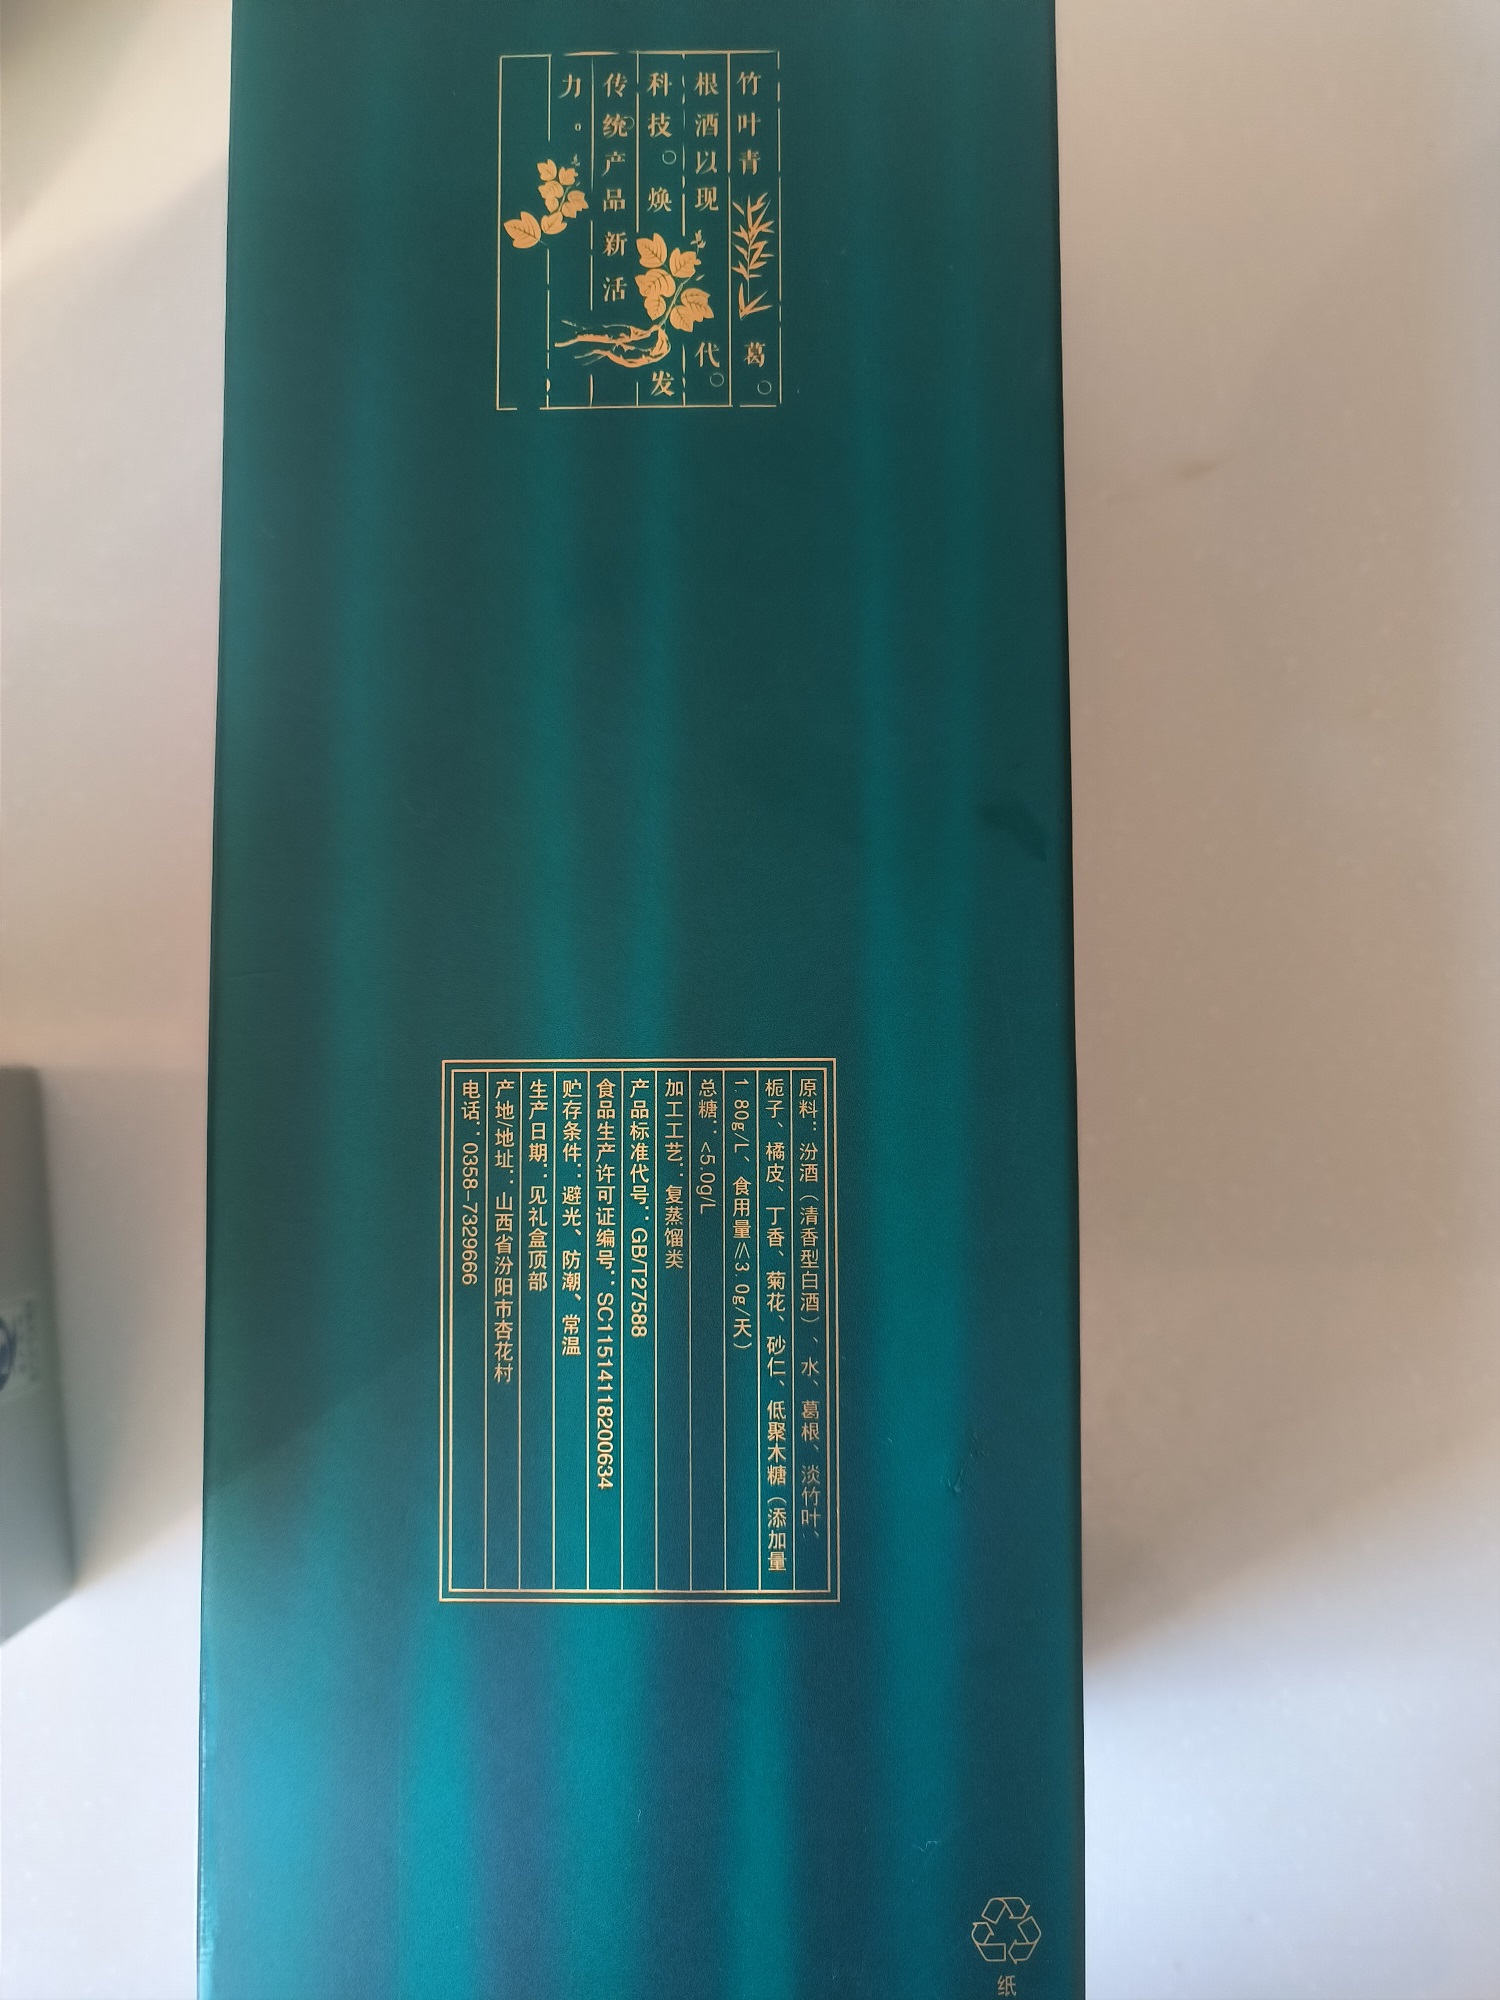 竹叶青葛。
根酒以现代。
科技。焕发
传统产品新活
力。
原料：汾酒（清香型白酒）、水、葛根、淡竹叶、
栀子、橘皮、丁香、菊花、砂仁、低聚木糖（添加量
1.80g/L、食用量≤3.0g/天）
总糖：<5.0g/L
加工工艺：复蒸馏类
产品标准代号：GB/T27588
食品生产许可证编号：SC11514118200634
贮存条件：避光、防潮、常温
生产日期：见礼盒顶部
产地/地址：山西省汾阳市杏花村
电话：0358-7329666
纸